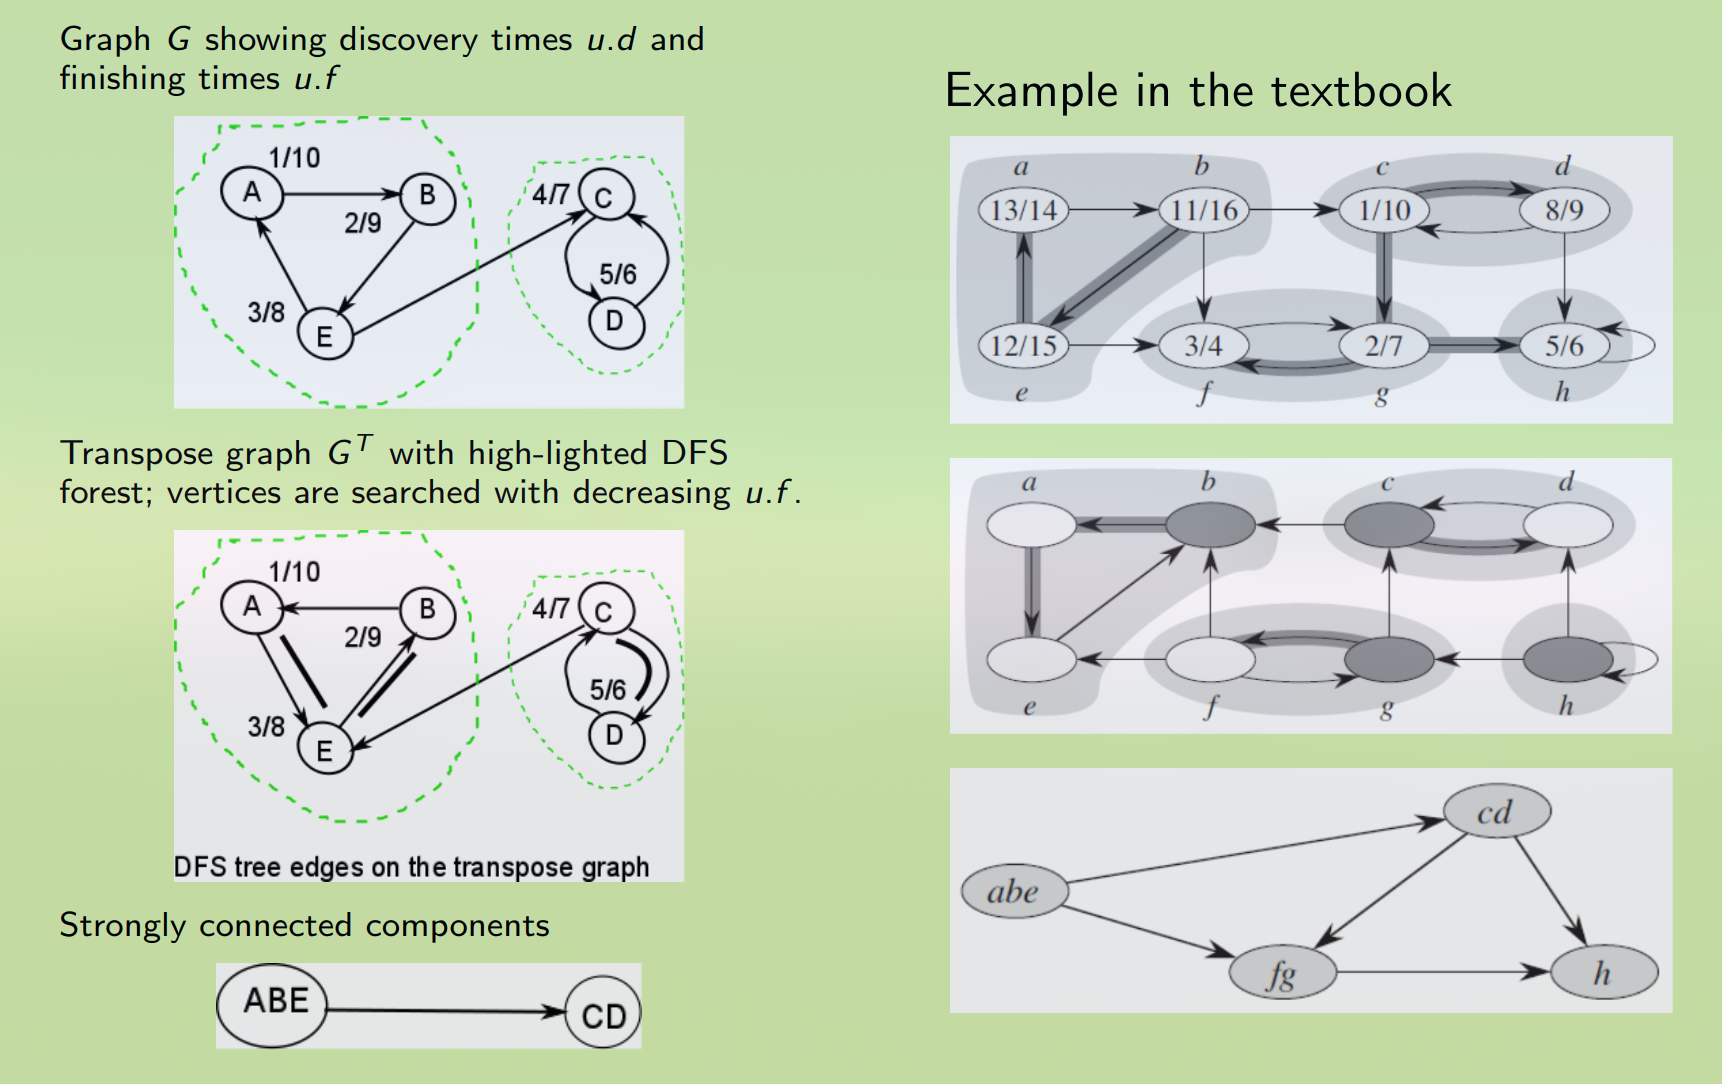 Graph G showing discovery times u.d and
finishing times u.f
1/10
A
B
2/9
3/8
E
4/7
C
5/6
D
Transpose graph G^T with high-lighted DFS
forest; vertices are searched with decreasing u.f.
1/10
A
B
2/9
3/8
E
4/7
C
5/6
D
DFS tree edges on the transpose graph
Strongly connected components
ABE
CD
Example in the textbook
a b c d
13/14 11/16 1/10 8/9
12/15 3/4 2/7 5/6
e f g h
a b c d
e f g h
cd
abe
fg h